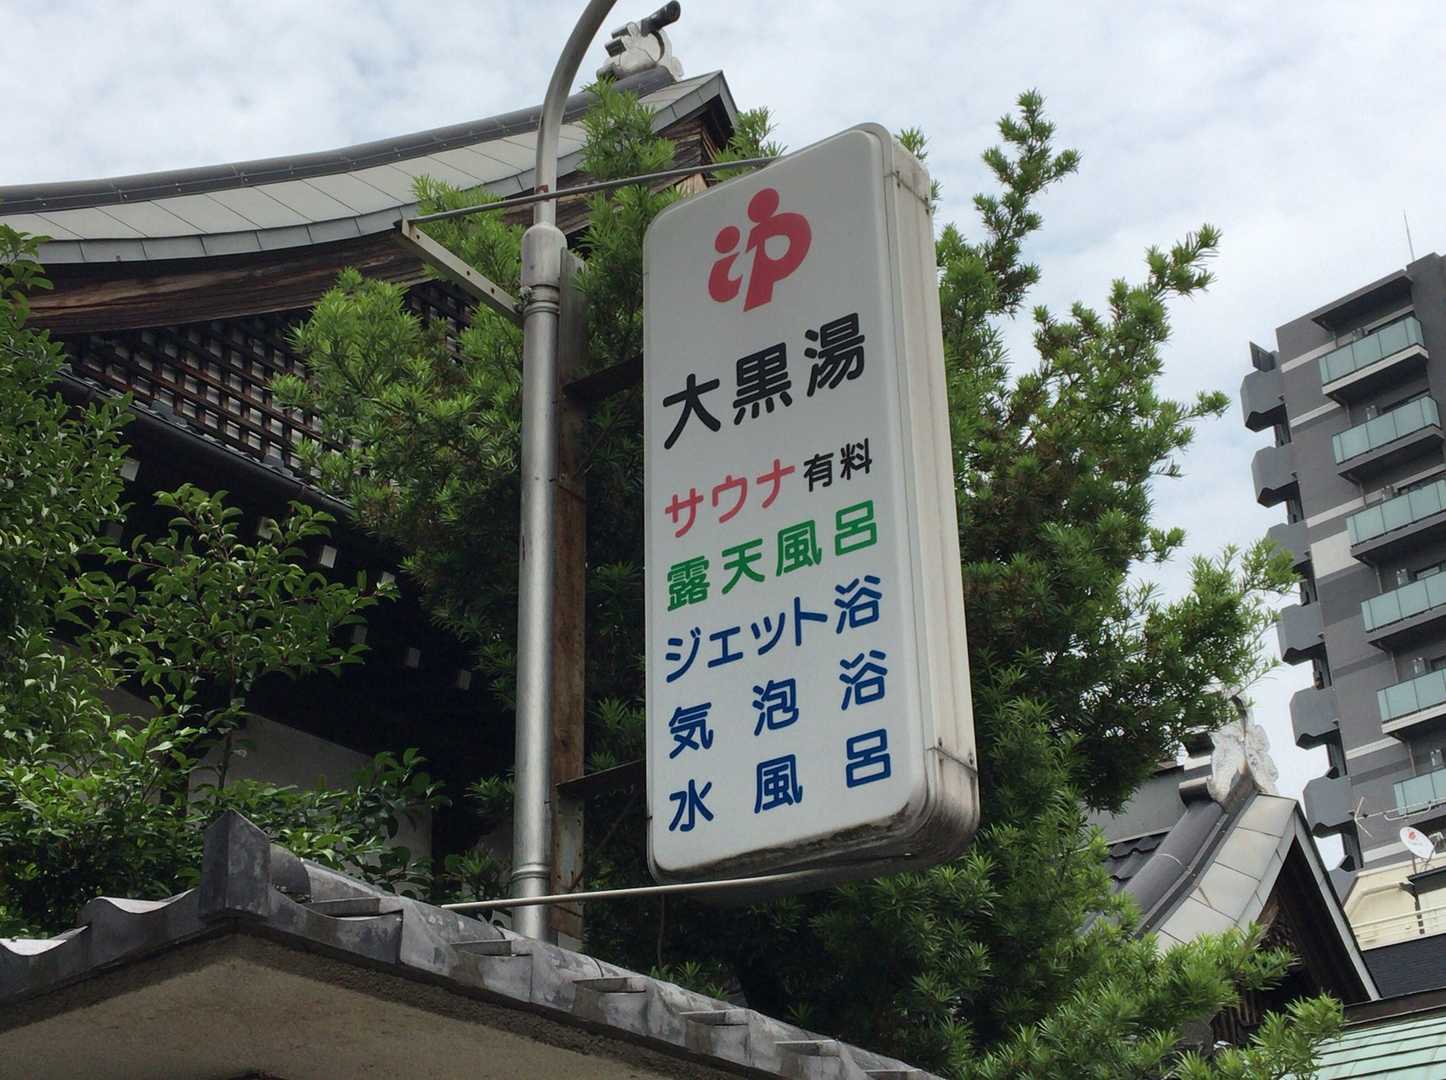 大黒湯
サウナ有料
露天風呂
ジェット浴
気泡浴
水風呂